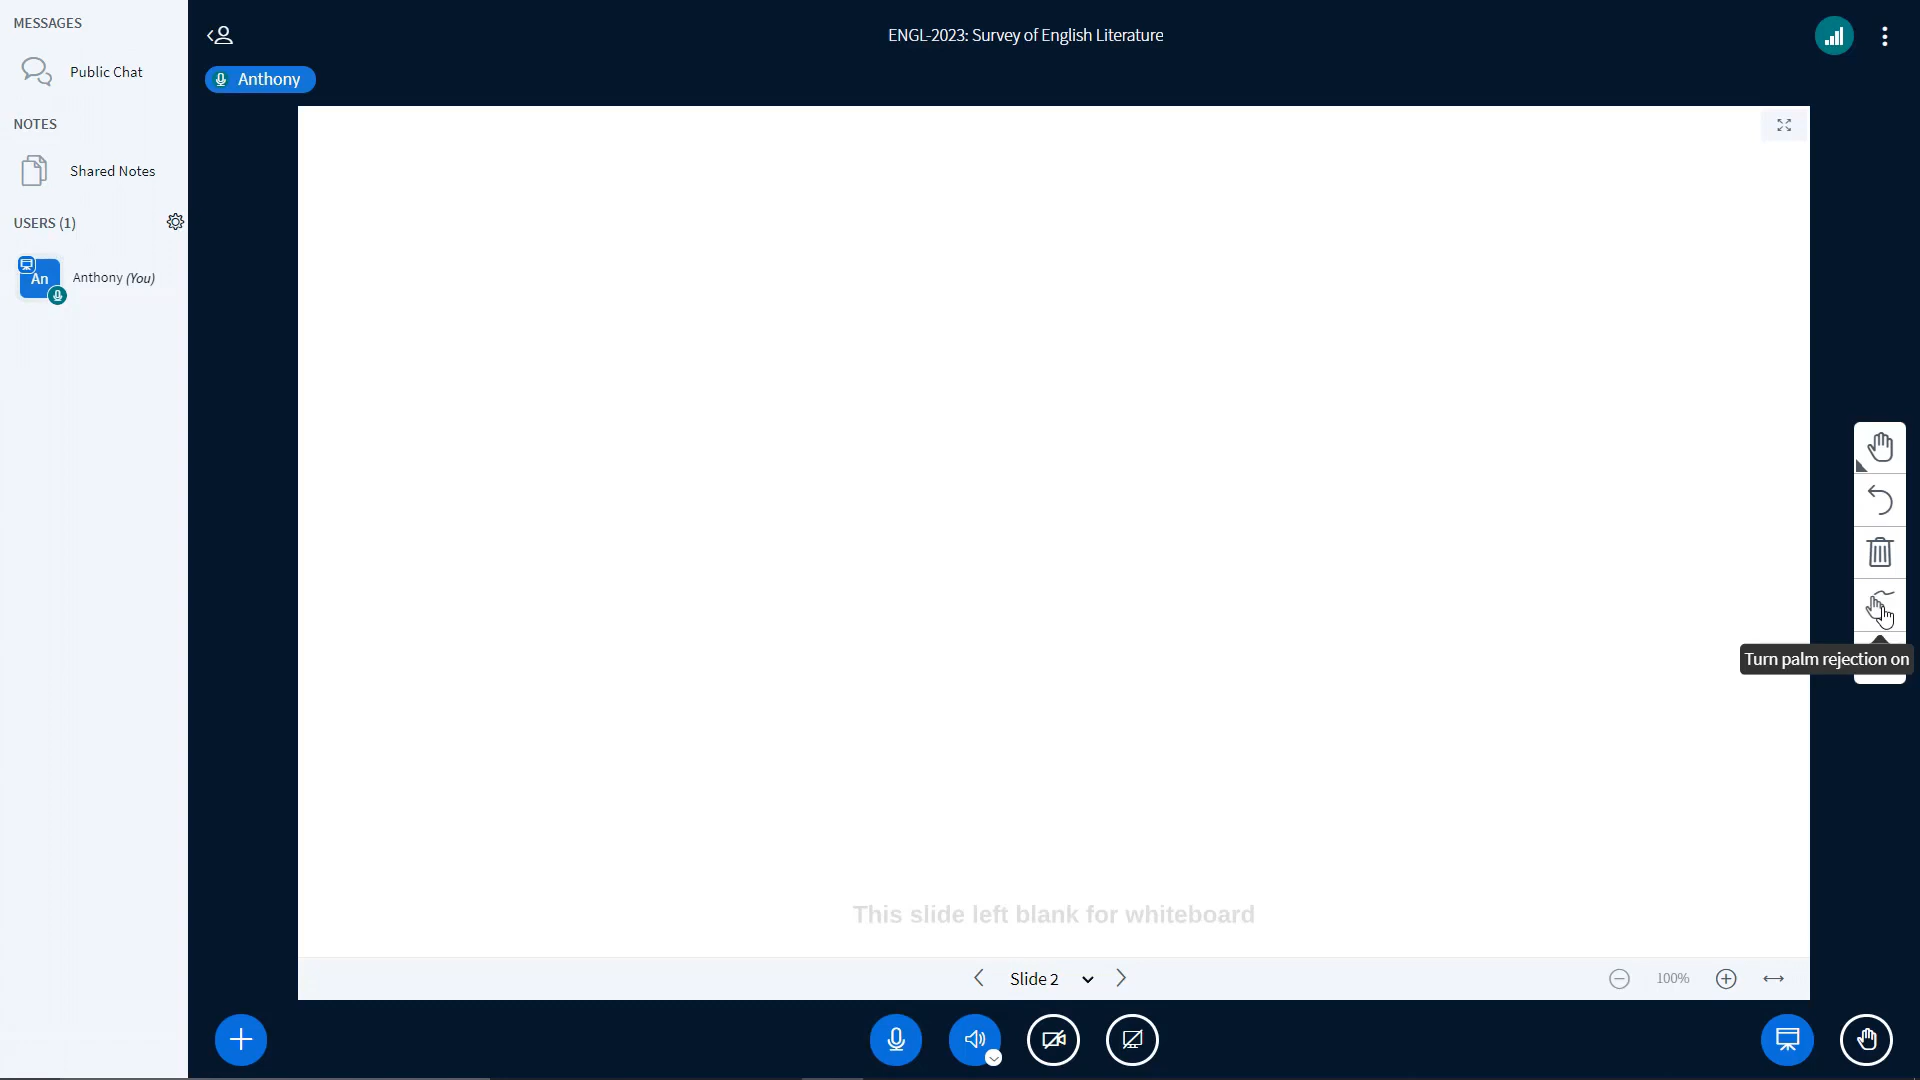 MESSAGES
Public Chat
NOTES
Shared Notes
USERS (1)
An
Anthony (You)
ENGL-2023: Survey of English Literature
Anthony
Turn palm rejection on
This slide left blank for whiteboard
Slide 2
100%